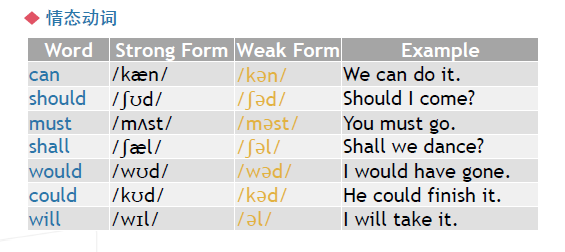 情态动词
Word Strong Form Weak Form Example
can /kæn/ /kən/ We can do it.
should /ʃʊd/ /ʃəd/ Should I come?
must /mʌst/ /məst/ You must go.
shall /ʃæl/ /ʃəl/ Shall we dance?
would /wʊd/ /wəd/ I would have gone.
could /kʊd/ /kəd/ He could finish it.
will /wɪl/ /əl/ I will take it.